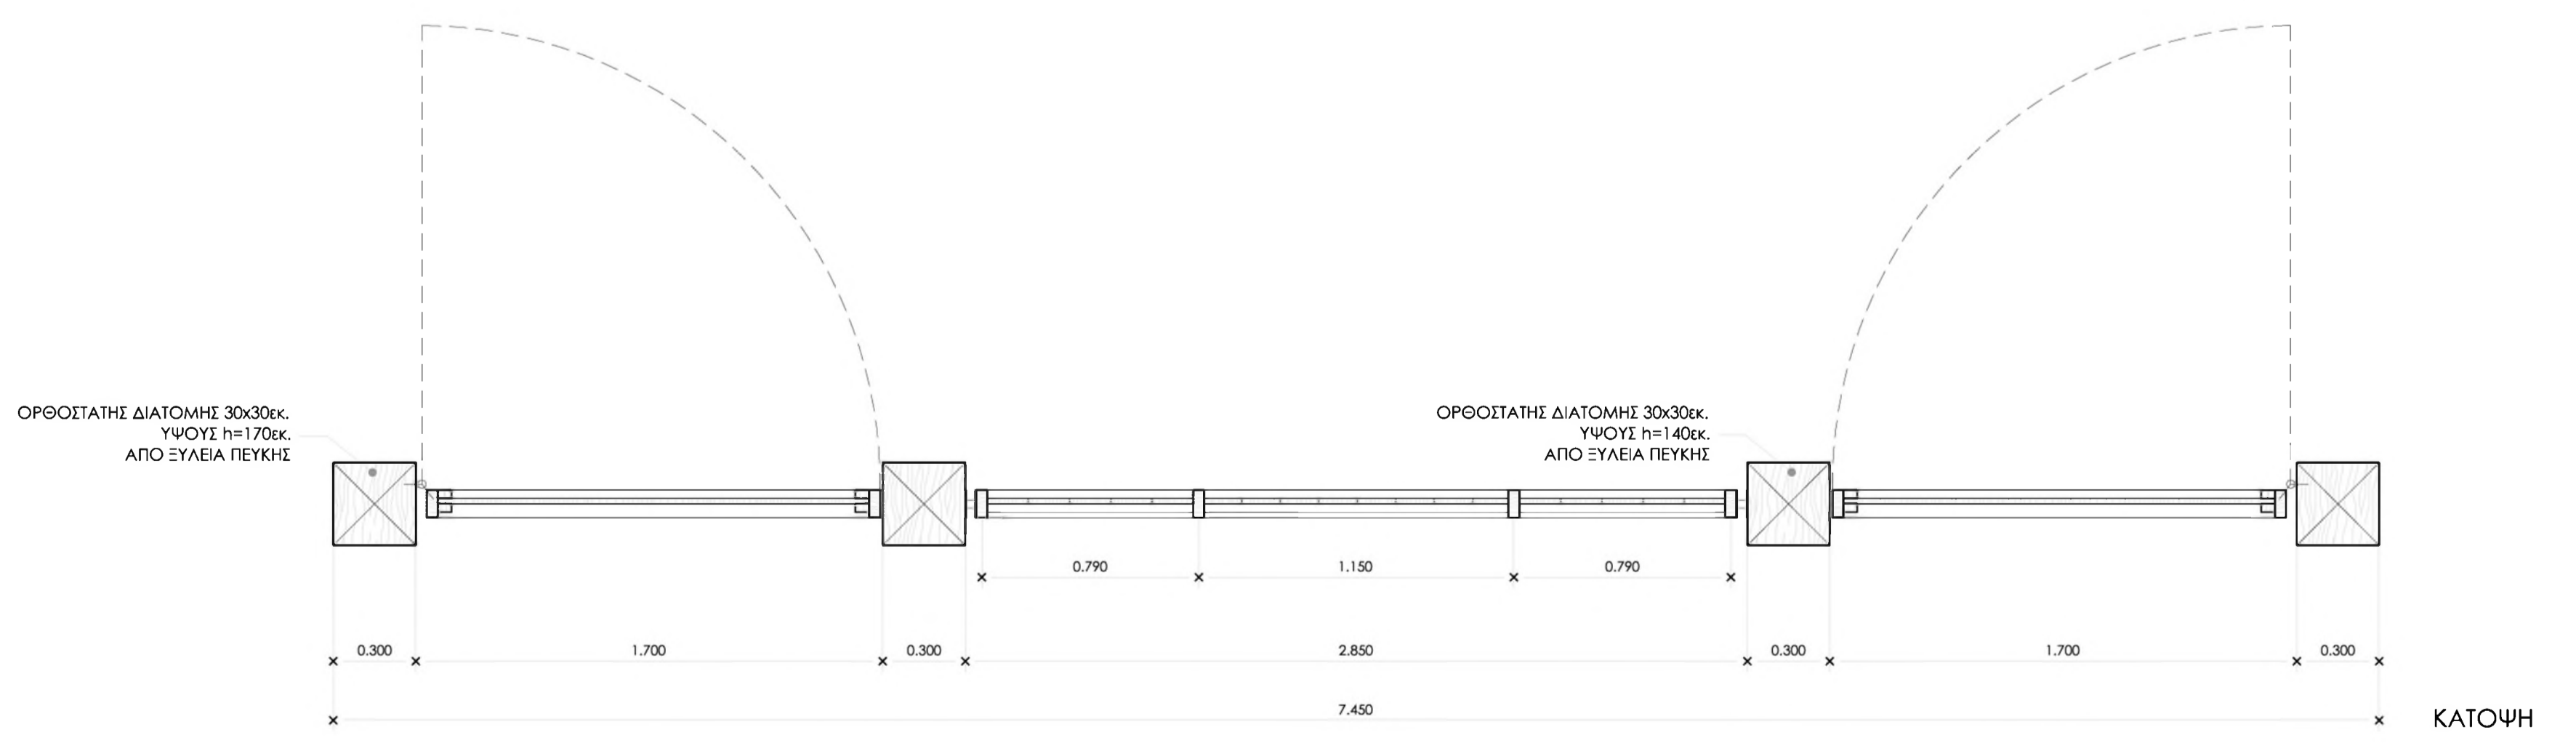 ΟΡΘΟΣΤΑΤΗΣ ΔΙΑΤΟΜΗΣ 30x30εκ.
ΥΨΟΥΣ h=170εκ.
ΑΠΟ ΞΥΛΕΙΑ ΠΕΥΚΗΣ
ΟΡΘΟΣΤΑΤΗΣ ΔΙΑΤΟΜΗΣ 30x30εκ.
ΥΨΟΥΣ h=140εκ.
ΑΠΟ ΞΥΛΕΙΑ ΠΕΥΚΗΣ
0.790 1.150 0.790
0.300 1.700 0.300 2.850 0.300 1.700 0.300
7.450
ΚΑΤΟΨΗ